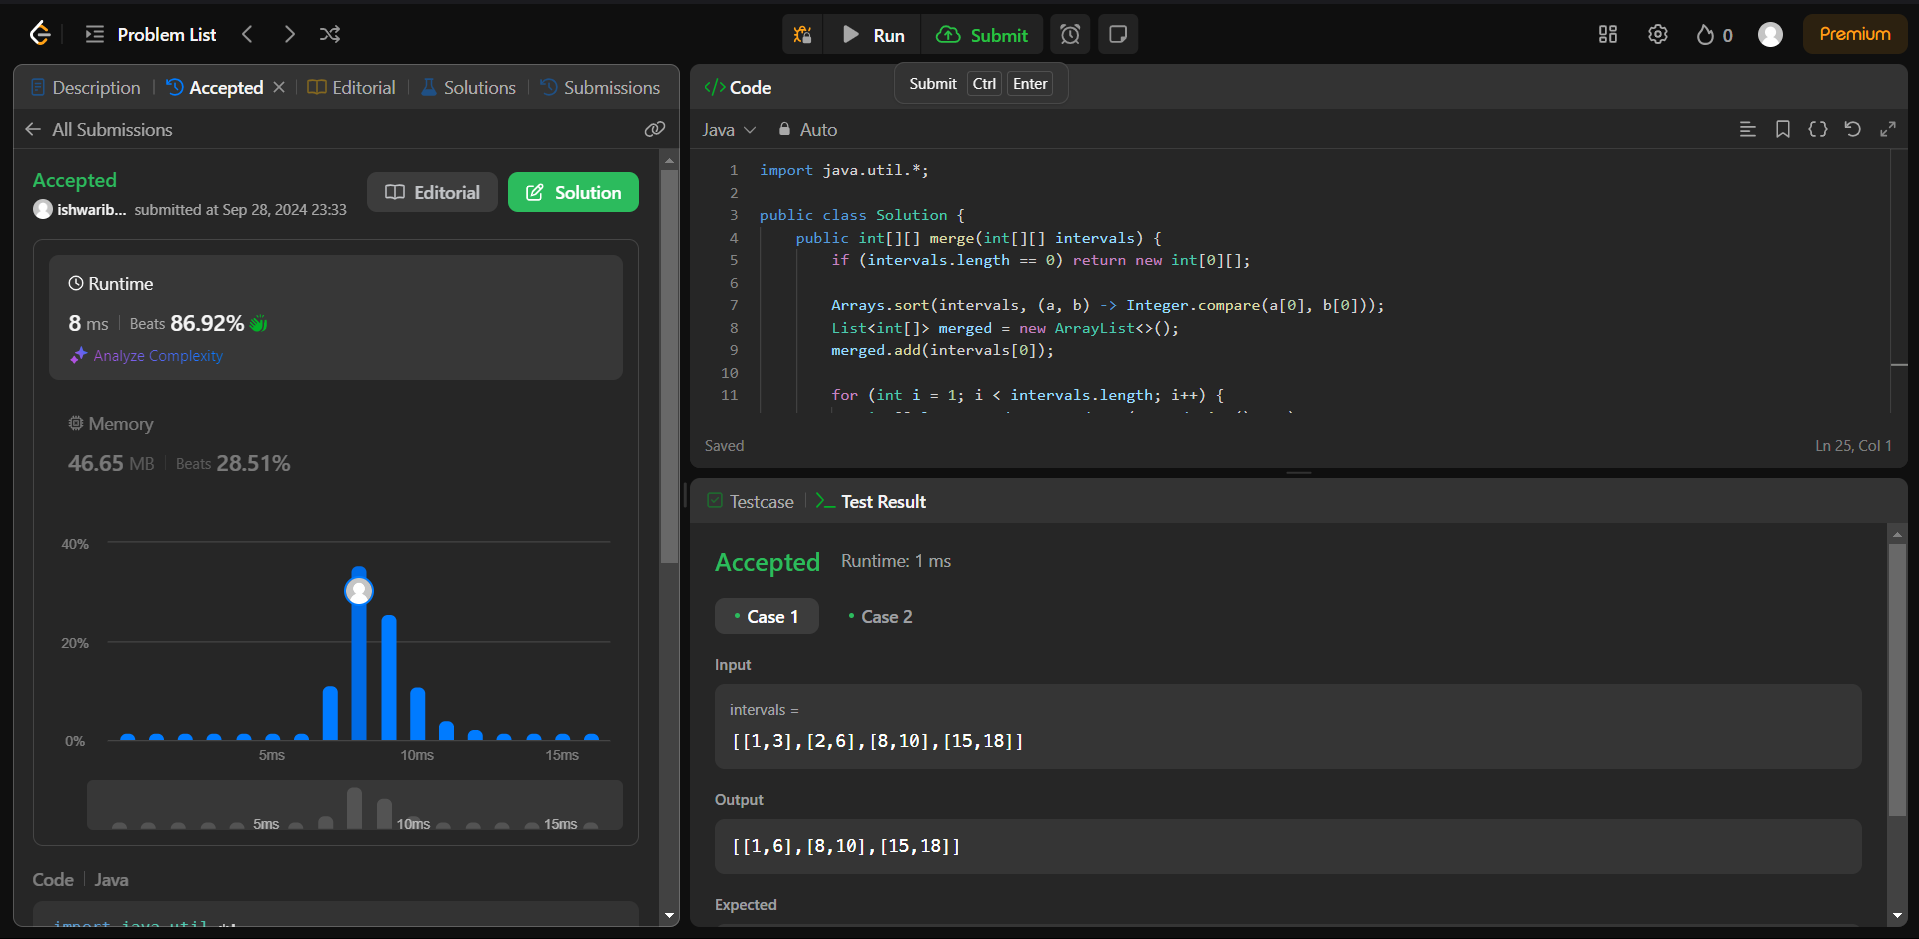 Problem List
Run
Submit
0
Premium
Description
Accepted
Editorial
Solutions
Submissions
All Submissions
Accepted
Editorial
Solution
ishwarib... submitted at Sep 28, 2024 23:33
Runtime
8 ms Beats 86.92%
Analyze Complexity
Memory
46.65 MB Beats 28.51%
40%
20%
0%
5ms 10ms 15ms
5ms 10ms 15ms
Code Java
import java.util.*;
</> Code
Submit Ctrl Enter
Java Auto
1 import java.util.*;
2
3 public class Solution {
4 public int[][] merge(int[][] intervals) {
5 if (intervals.length == 0) return new int[0][];
6
7 Arrays.sort(intervals, (a, b) -> Integer.compare(a[0], b[0]));
8 List<int[]> merged = new ArrayList<>();
9 merged.add(intervals[0]);
10
11 for (int i = 1; i < intervals.length; i++) {
Saved
Ln 25, Col 1
Testcase
>_ Test Result
Accepted Runtime: 1 ms
• Case 1 • Case 2
Input
intervals =
[[1,3],[2,6],[8,10],[15,18]]
Output
[[1,6],[8,10],[15,18]]
Expected